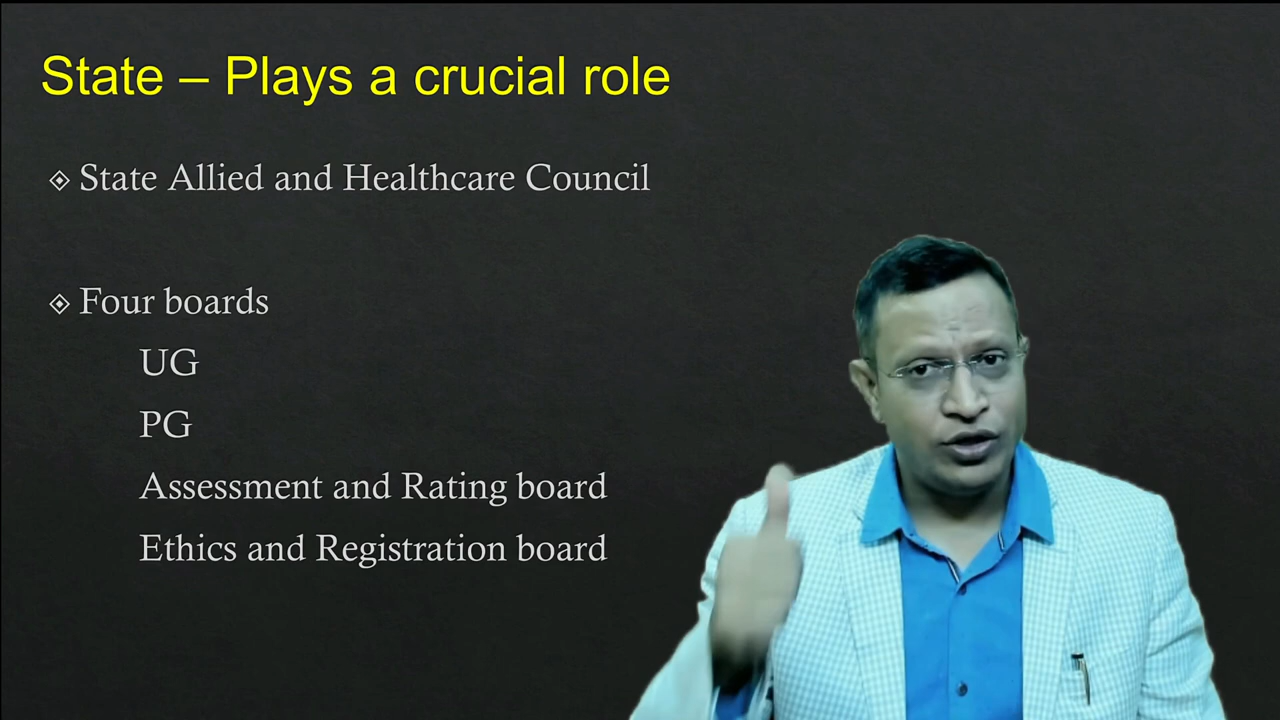 State – Plays a crucial role
State Allied and Healthcare Council
Four boards
UG
PG
Assessment and Rating board
Ethics and Registration board